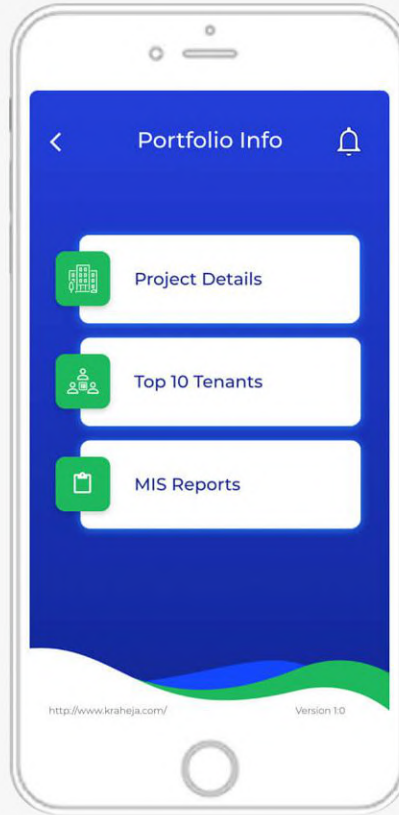 Portfolio Info
Project Details
Top 10 Tenants
MIS Reports
http://www.kraheja.com/ Version 1:0